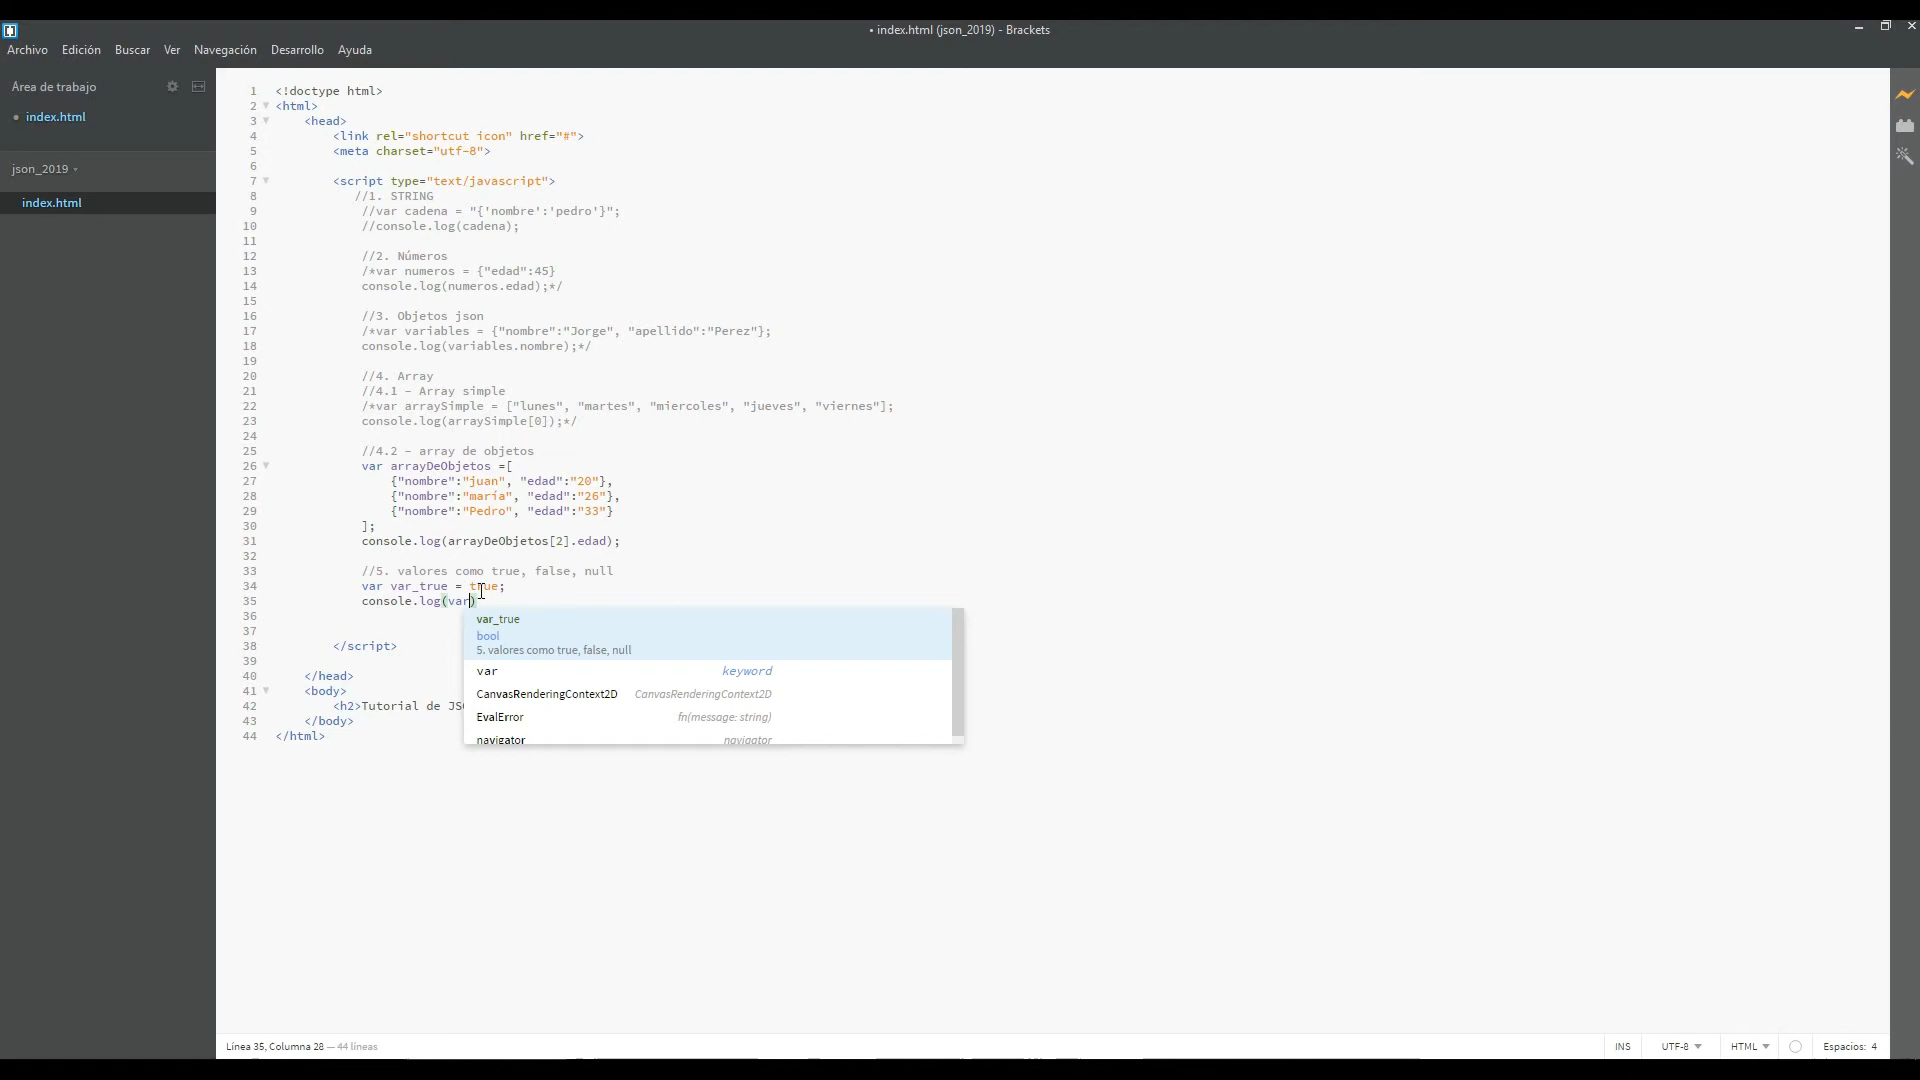 • index.html (json_2019) - Brackets
Archivo Edición Buscar Ver Navegación Desarrollo Ayuda
Área de trabajo
• index.html
json_2019
index.html
1 <!doctype html>
2 <html>
3 <head>
4 <link rel="shortcut icon" href="#">
5 <meta charset="utf-8">
6
7 <script type="text/javascript">
8 //1. STRING
9 //var cadena = "{'nombre':'pedro'}";
10 //console.log(cadena);
11
12 //2. Números
13 /*var numeros = {"edad":45}
14 console.log(numeros.edad);*/
15
16 //3. Objetos json
17 /*var variables = {"nombre":"Jorge", "apellido":"Perez"};
18 console.log(variables.nombre);*/
19
20 //4. Array
21 //4.1 - Array simple
22 /*var arraySimple = ["lunes", "martes", "miercoles", "jueves", "viernes"];
23 console.log(arraySimple[0]);*/
24
25 //4.2 - array de objetos
26 var arrayDeObjetos =[
27 {"nombre":"juan", "edad":"20"},
28 {"nombre":"maría", "edad":"26"},
29 {"nombre":"Pedro", "edad":"33"}
30 ];
31 console.log(arrayDeObjetos[2].edad);
32
33 //5. valores como true, false, null
34 var var_true = true;
35 console.log(var)
36
37
38 </script>
39
40 </head>
41 <body>
42 <h2>Tutorial de JSO
43 </body>
44 </html>
var_true
bool
5. valores como true, false, null
var keyword
CanvasRenderingContext2D CanvasRenderingContext2D
EvalError fn(message: string)
navigator navigator
Línea 35, Columna 28 — 44 líneas
INS UTF-8 HTML Espacios: 4